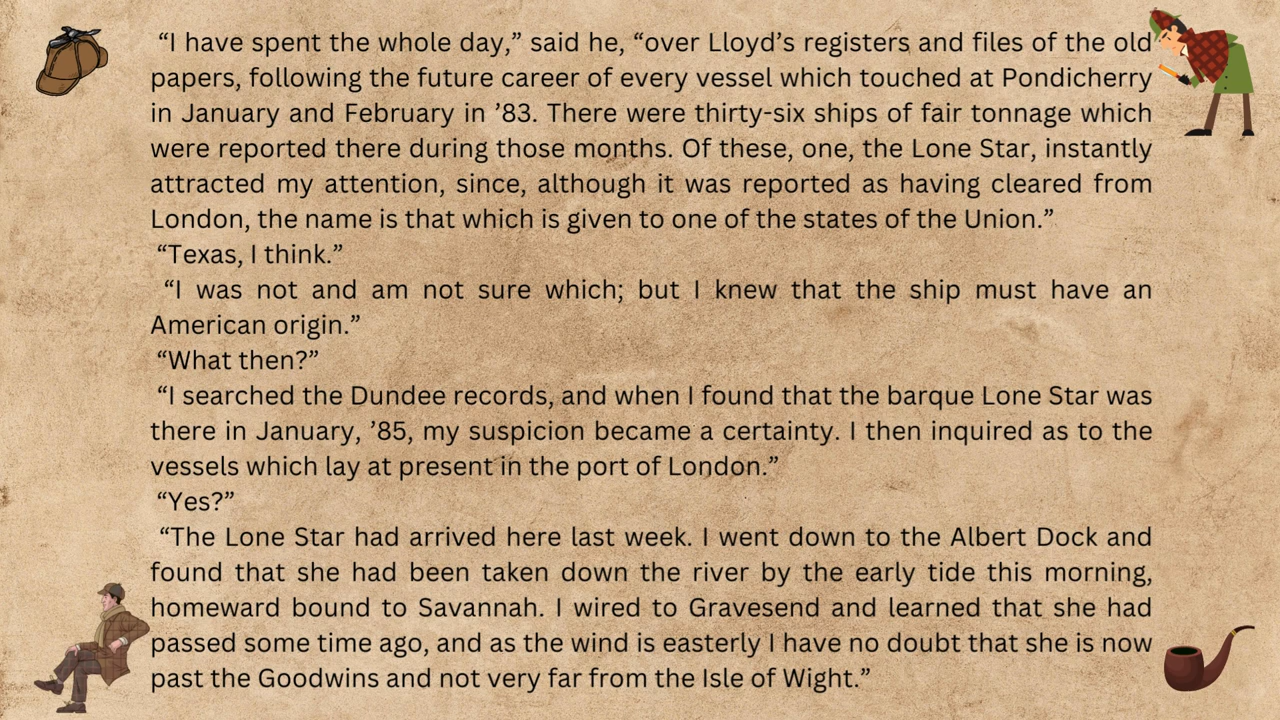 “I have spent the whole day,” said he, “over Lloyd’s registers and files of the old
papers, following the future career of every vessel which touched at Pondicherry
in January and February in ’83. There were thirty-six ships of fair tonnage which
were reported there during those months. Of these, one, the Lone Star, instantly
attracted my attention, since, although it was reported as having cleared from
London, the name is that which is given to one of the states of the Union.”
“Texas, I think.”
“I was not and am not sure which; but I knew that the ship must have an
American origin.”
“What then?”
“I searched the Dundee records, and when I found that the barque Lone Star was
there in January, ’85, my suspicion became a certainty. I then inquired as to the
vessels which lay at present in the port of London.”
“Yes?”
“The Lone Star had arrived here last week. I went down to the Albert Dock and
found that she had been taken down the river by the early tide this morning,
homeward bound to Savannah. I wired to Gravesend and learned that she had
passed some time ago, and as the wind is easterly I have no doubt that she is now
past the Goodwins and not very far from the Isle of Wight.”